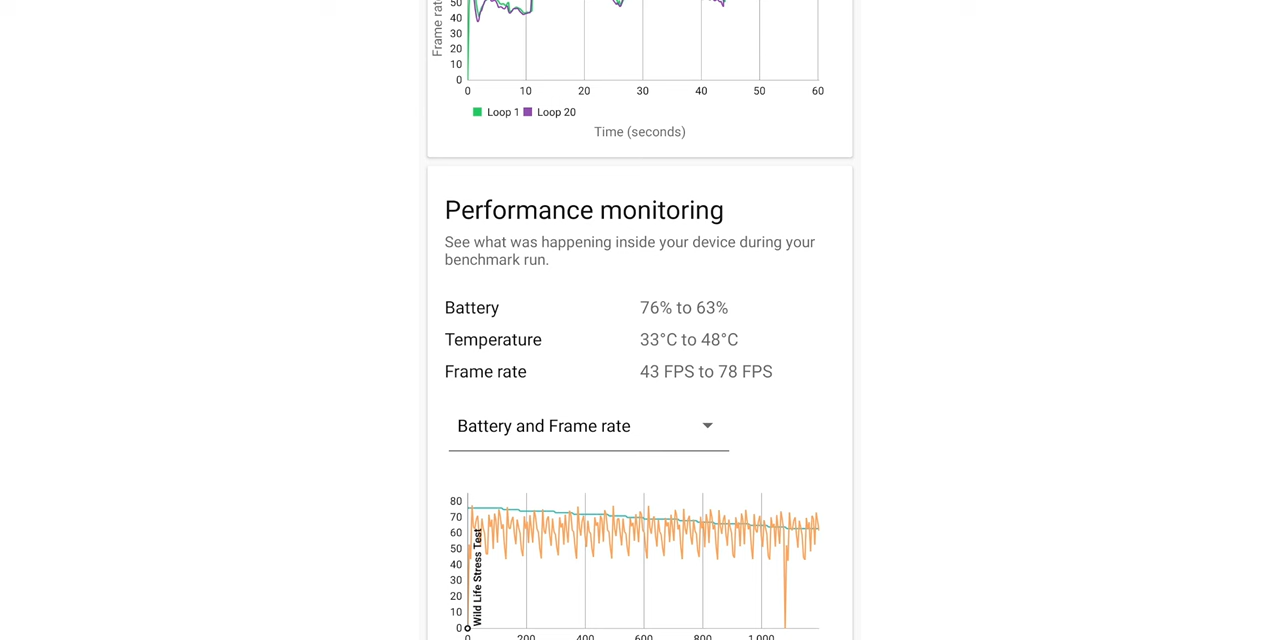 Frame rat
50
40
30
20
10
0
0 10 20 30 40 50 60
Loop 1 Loop 20
Time (seconds)
Performance monitoring
See what was happening inside your device during your
benchmark run.
Battery 76% to 63%
Temperature 33°C to 48°C
Frame rate 43 FPS to 78 FPS
Battery and Frame rate
80
70
60
50
40
30
20
10
0
Wild Life Stress Test
0 200 400 600 800 1,000